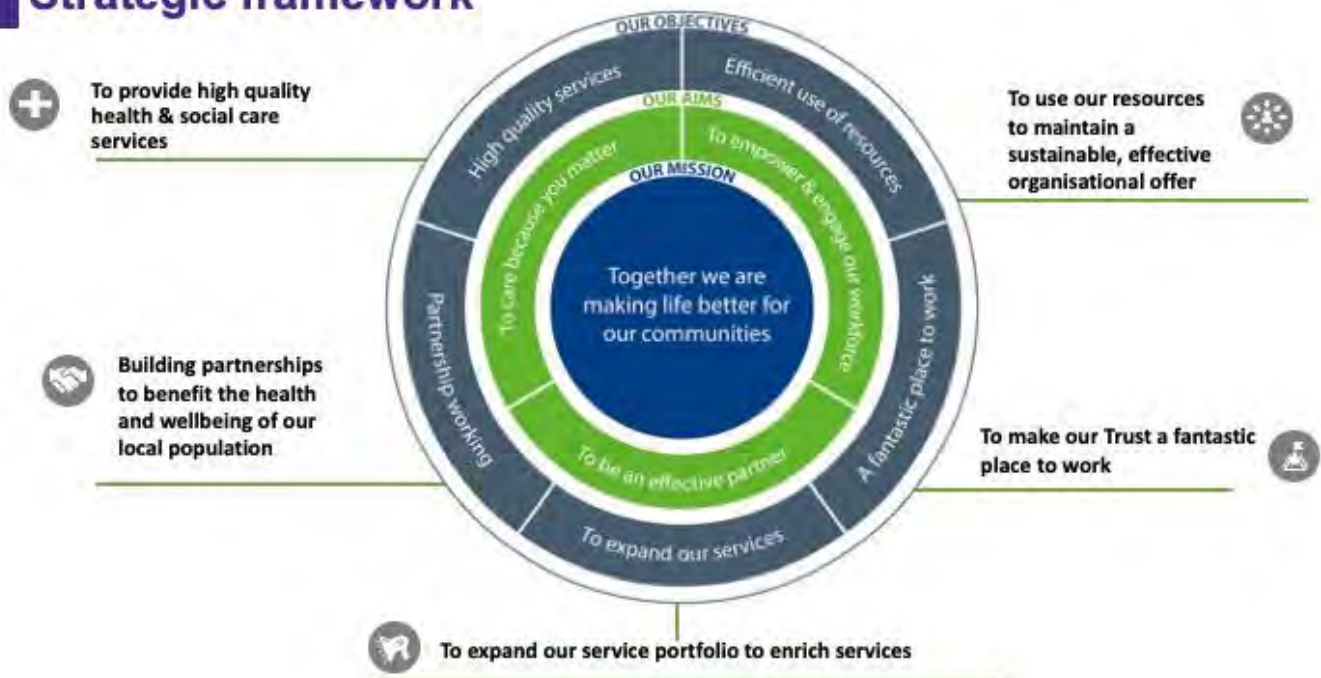 Strategic framework
OUR OBJECTIVES
High quality services
Efficient use of resources
A fantastic place to work
To expand our services
Partnership working
OUR AIMS
To care because you matter
To empower & engage our workforce
To be an effective partner
OUR MISSION
Together we are
making life better for
our communities
To provide high quality
health & social care
services
To use our resources
to maintain a
sustainable, effective
organisational offer
Building partnerships
to benefit the health
and wellbeing of our
local population
To make our Trust a fantastic
place to work
To expand our service portfolio to enrich services